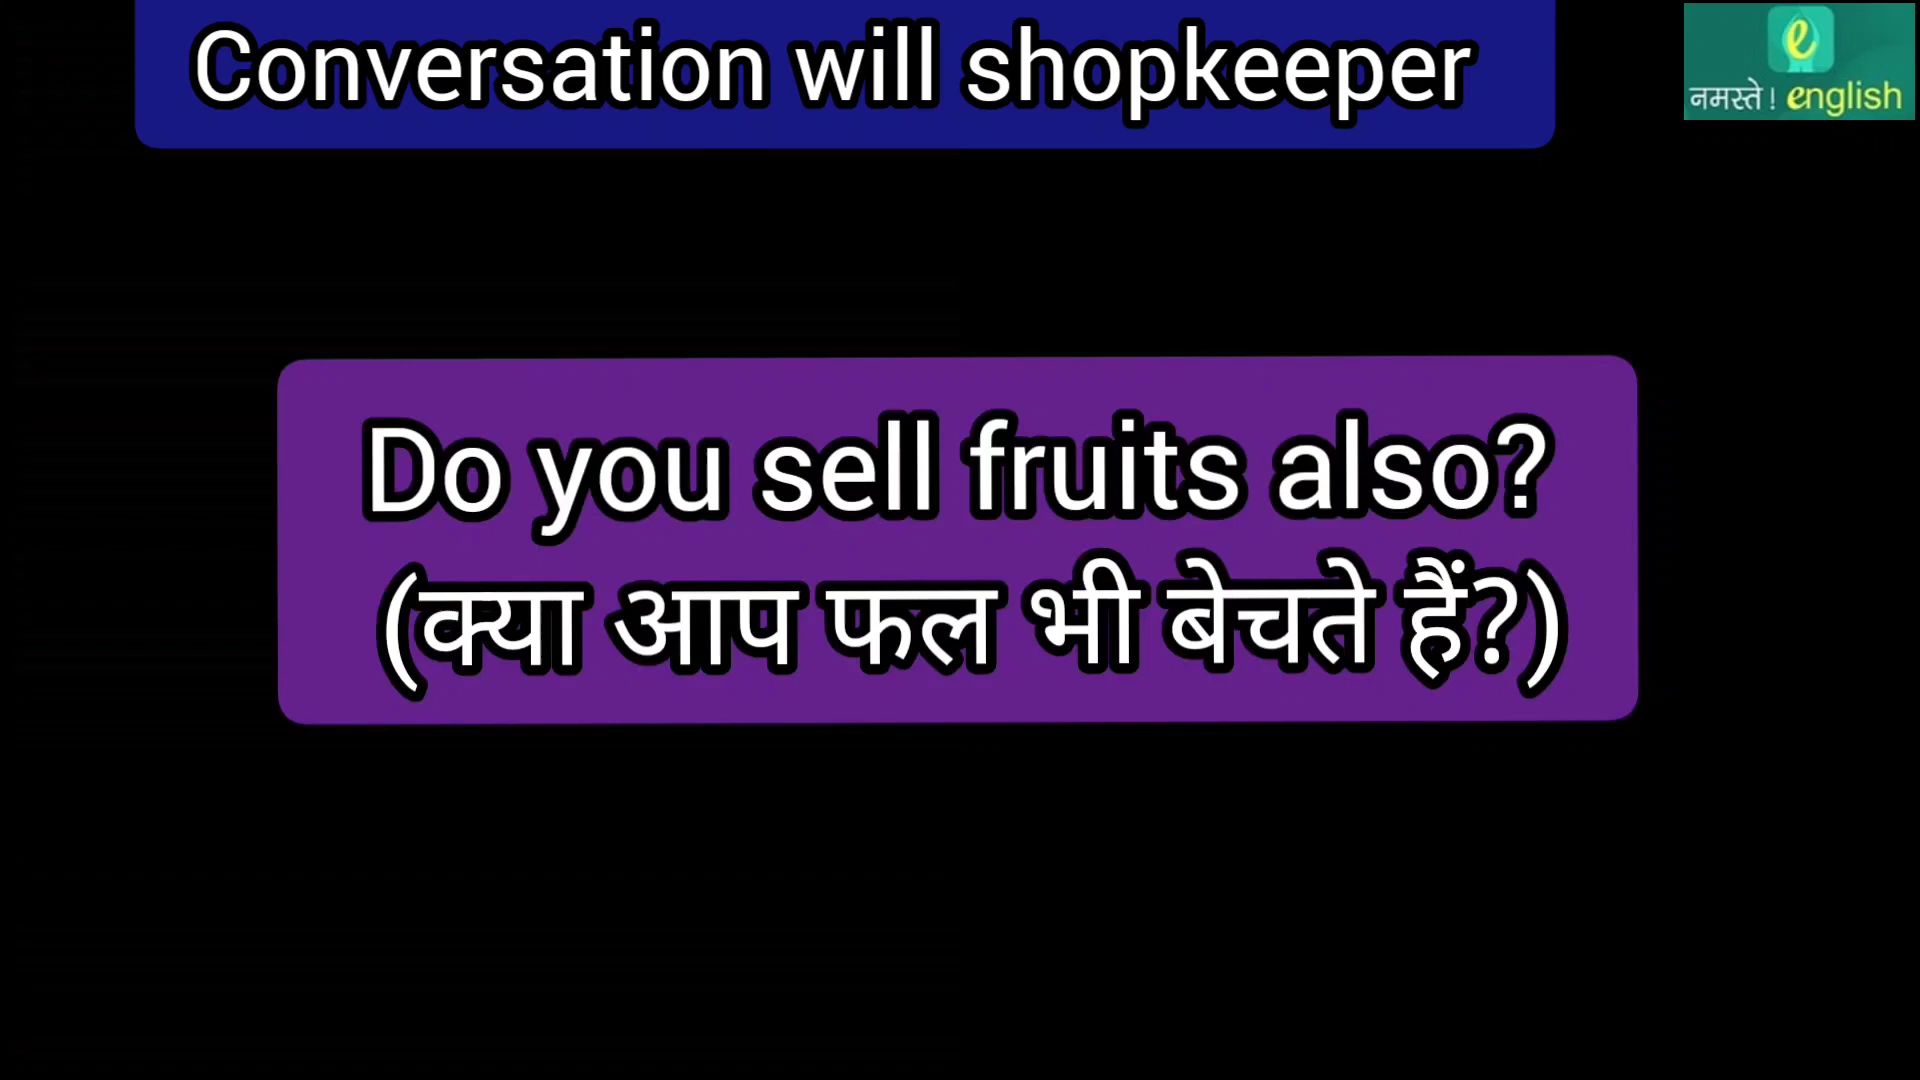 Conversation will shopkeeper
e
नमस्ते! english
Do you sell fruits also?
(क्या आप फल भी बेचते हैं?)